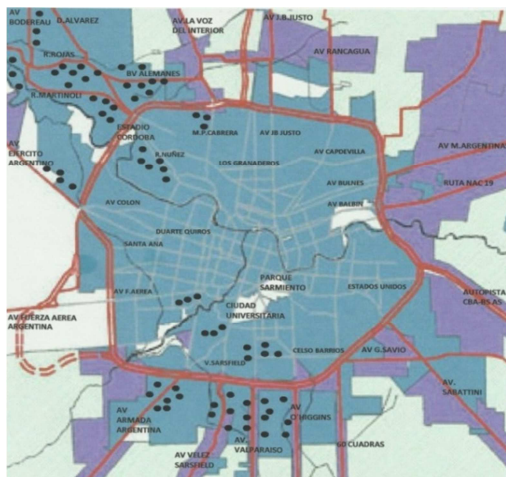 AV
BODEREAU
D.ALVAREZ
AV.LA VOZ
DEL INTERIOR
AV J.B.JUSTO
AV RANCAGUA
R.ROJAS
BV ALEMANES
R.MARTINOLI
ESTADIO
CORDOBA
M.P.CABRERA
AV JB JUSTO
AV
EJERCITO
ARGENTINO
R.NUÑEZ
LOS GRANADEROS
AV CAPDEVILLA
AV M.ARGENTINA
AV BULNES
RUTA NAC 19
AV COLON
AV BALBIN
DUARTE QUIROS
SANTA ANA
PARQUE
SARMIENTO
AV F.AEREA
ESTADOS UNIDOS
AUTOPISTA
CBA-BS AS
AV FUERZA AEREA
ARGENTINA
CIUDAD
UNIVERSITARIA
V.SARSFIELD
CELSO BARRIOS
AV G.SAVIO
AV.
SABATTINI
AV
ARMADA
ARGENTINA
AV
O´HIGGINS
AV.
VALPARAISO
60 CUADRAS
AV VELEZ
SARSFIELD